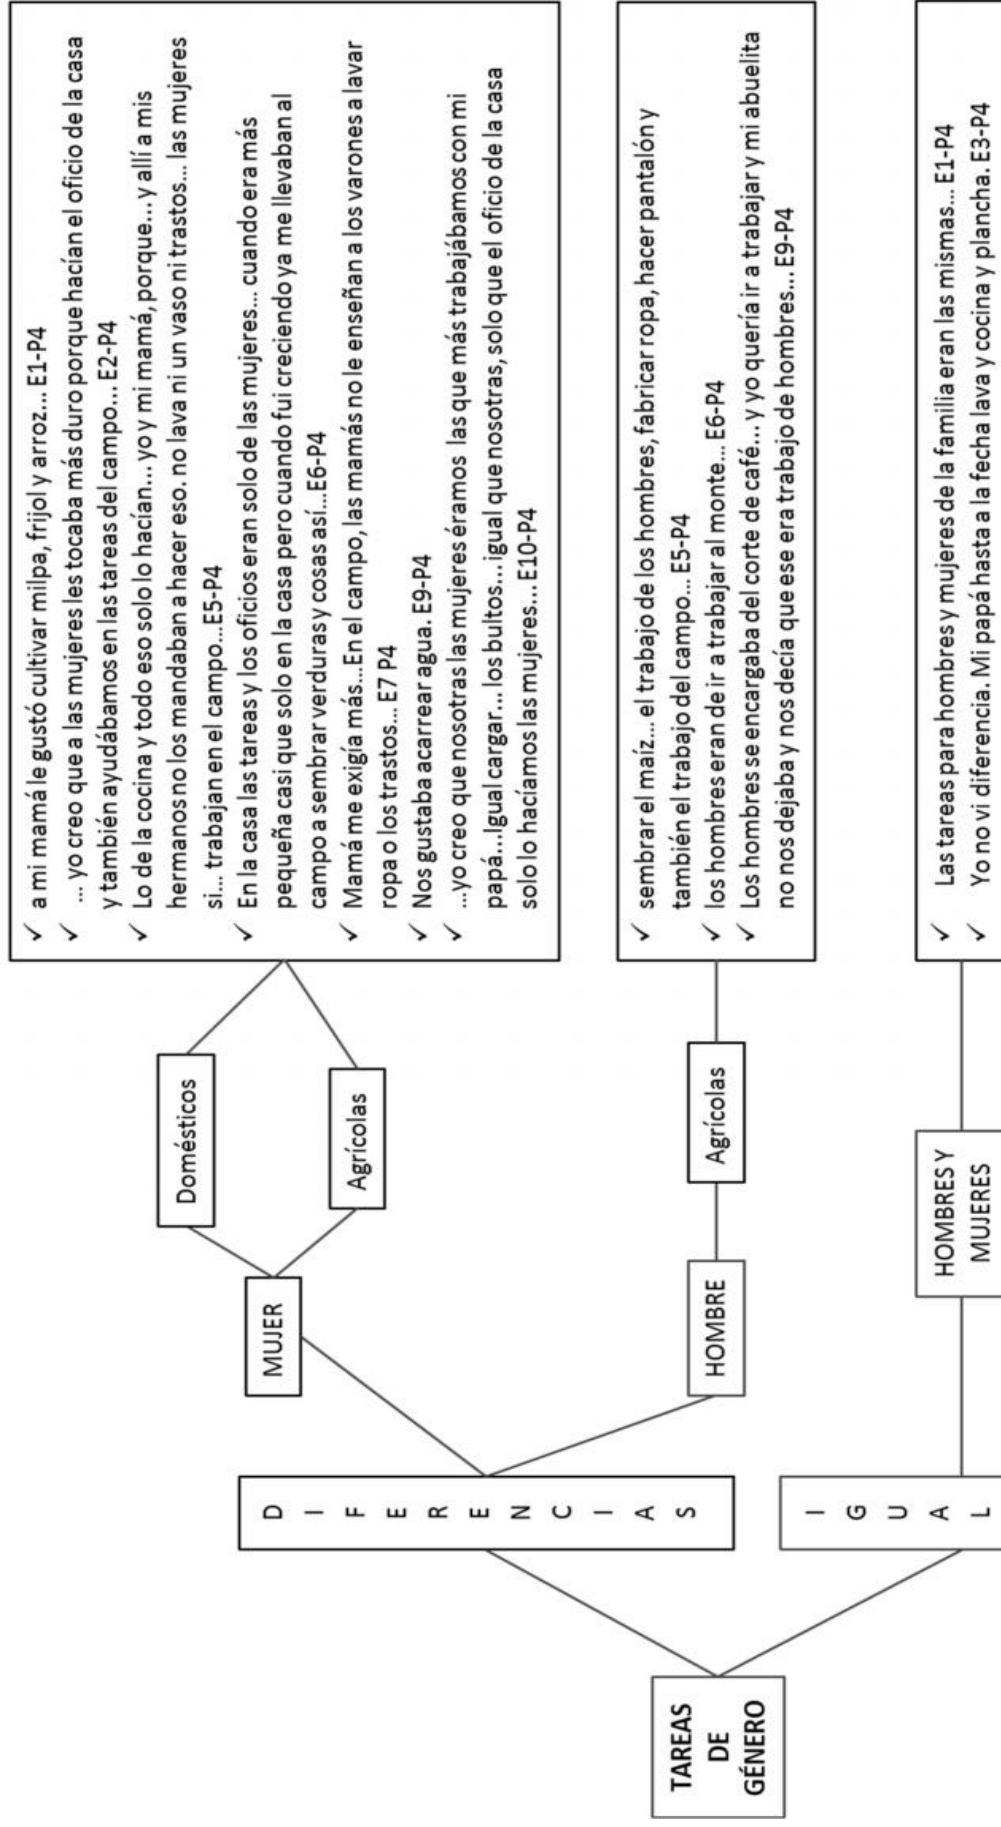 TAREAS
DE
GÉNERO
DIFERENCIAS
IGUAL
MUJER
HOMBRE
HOMBRES Y
MUJERES
Domésticos
Agrícolas
Agrícolas
✓ a mi mamá le gustó cultivar milpa, frijol y arroz... E1-P4
✓ ... yo creo que a las mujeres les tocaba más duro porque hacían el oficio de la casa
y también ayudábamos en las tareas del campo... E2-P4
✓ Lo de la cocina y todo eso solo lo hacían... yo y mi mamá, porque... y allí a mis
hermanos no los mandaban a hacer eso. no lava ni un vaso ni trastos... las mujeres
si... trabajan en el campo...E5-P4
✓ En la casa las tareas y los oficios eran solo de las mujeres... cuando era más
pequeña casi que solo en la casa pero cuando fui creciendo ya me llevaban al
campo a sembrar verduras y cosas así...E6-P4
✓ Mamá me exigía más...En el campo, las mamás no le enseñan a los varones a lavar
ropa o los trastos... E7 P4
✓ Nos gustaba acarrear agua. E9-P4
✓ ...yo creo que nosotras las mujeres éramos las que más trabajábamos con mi
papá...Igual cargar... los bultos... igual que nosotras, solo que el oficio de la casa
solo lo hacíamos las mujeres... E10-P4
✓ sembrar el maíz... el trabajo de los hombres, fabricar ropa, hacer pantalón y
también el trabajo del campo... E5-P4
✓ los hombres eran de ir a trabajar al monte... E6-P4
✓ Los hombres se encargaba del corte de café... y yo quería ir a trabajar y mi abuelita
no nos dejaba y nos decía que ese era trabajo de hombres... E9-P4
✓ Las tareas para hombres y mujeres de la familia eran las mismas... E1-P4
✓ Yo no vi diferencia. Mi papá hasta a la fecha lava y cocina y plancha. E3-P4